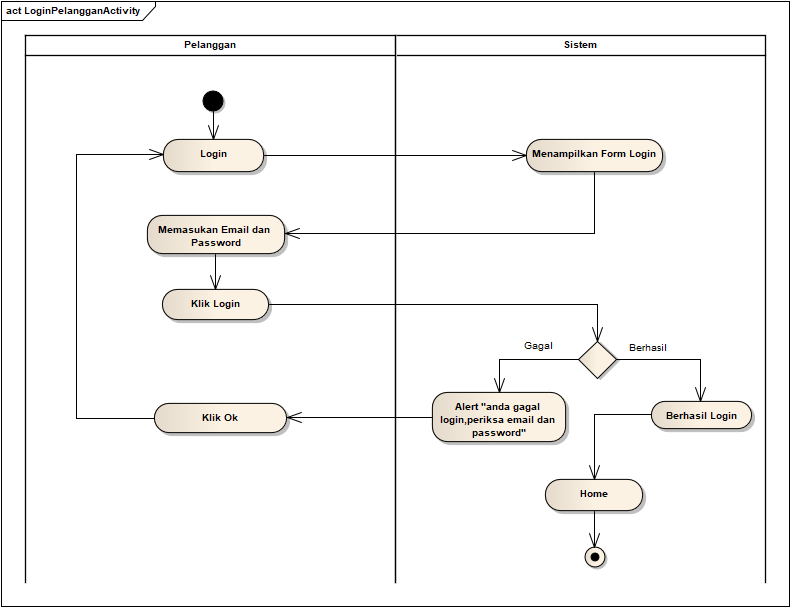 act LoginPelangganActivity
Pelanggan
Sistem
Login
Menampilkan Form Login
Memasukan Email dan
Password
Klik Login
Gagal
Berhasil
Alert "anda gagal
login,periksa email dan
password"
Klik Ok
Berhasil Login
Home